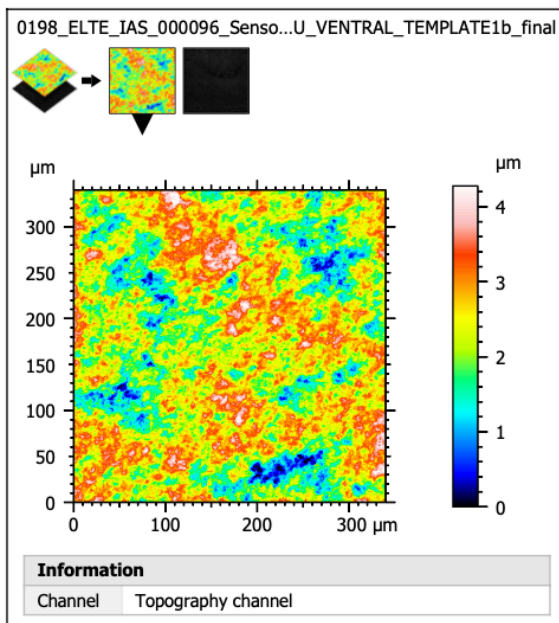 0198_ELTE_IAS_000096_Senso...U_VENTRAL_TEMPLATE1b_final
µm
µm
300
250
200
150
100
50
0
0
100
200
300 µm
4
3
2
1
0
Information
Channel Topography channel